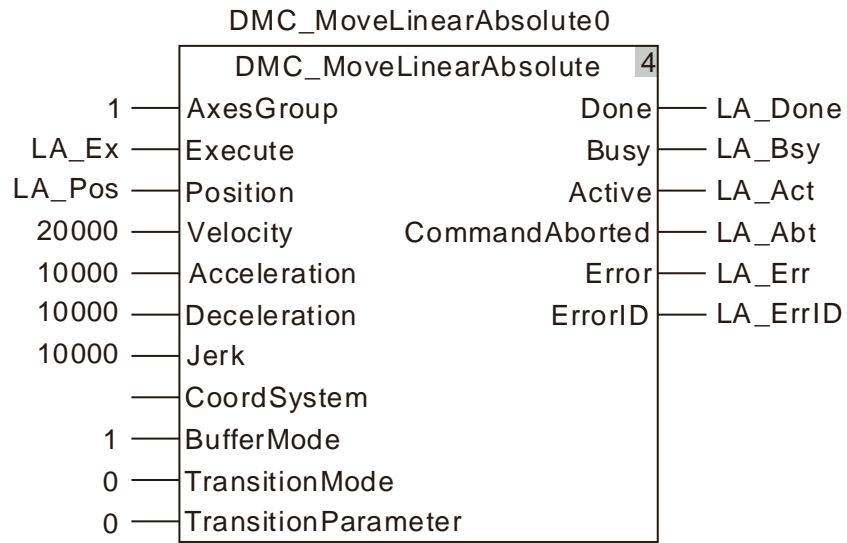 DMC_MoveLinearAbsolute0
DMC_MoveLinearAbsolute 4
1 AxesGroup Done LA_Done
LA_Ex Execute Busy LA_Bsy
LA_Pos Position Active LA_Act
20000 Velocity CommandAborted LA_Abt
10000 Acceleration Error LA_Err
10000 Deceleration ErrorID LA_ErrID
10000 Jerk
CoordSystem
1 BufferMode
0 TransitionMode
0 TransitionParameter